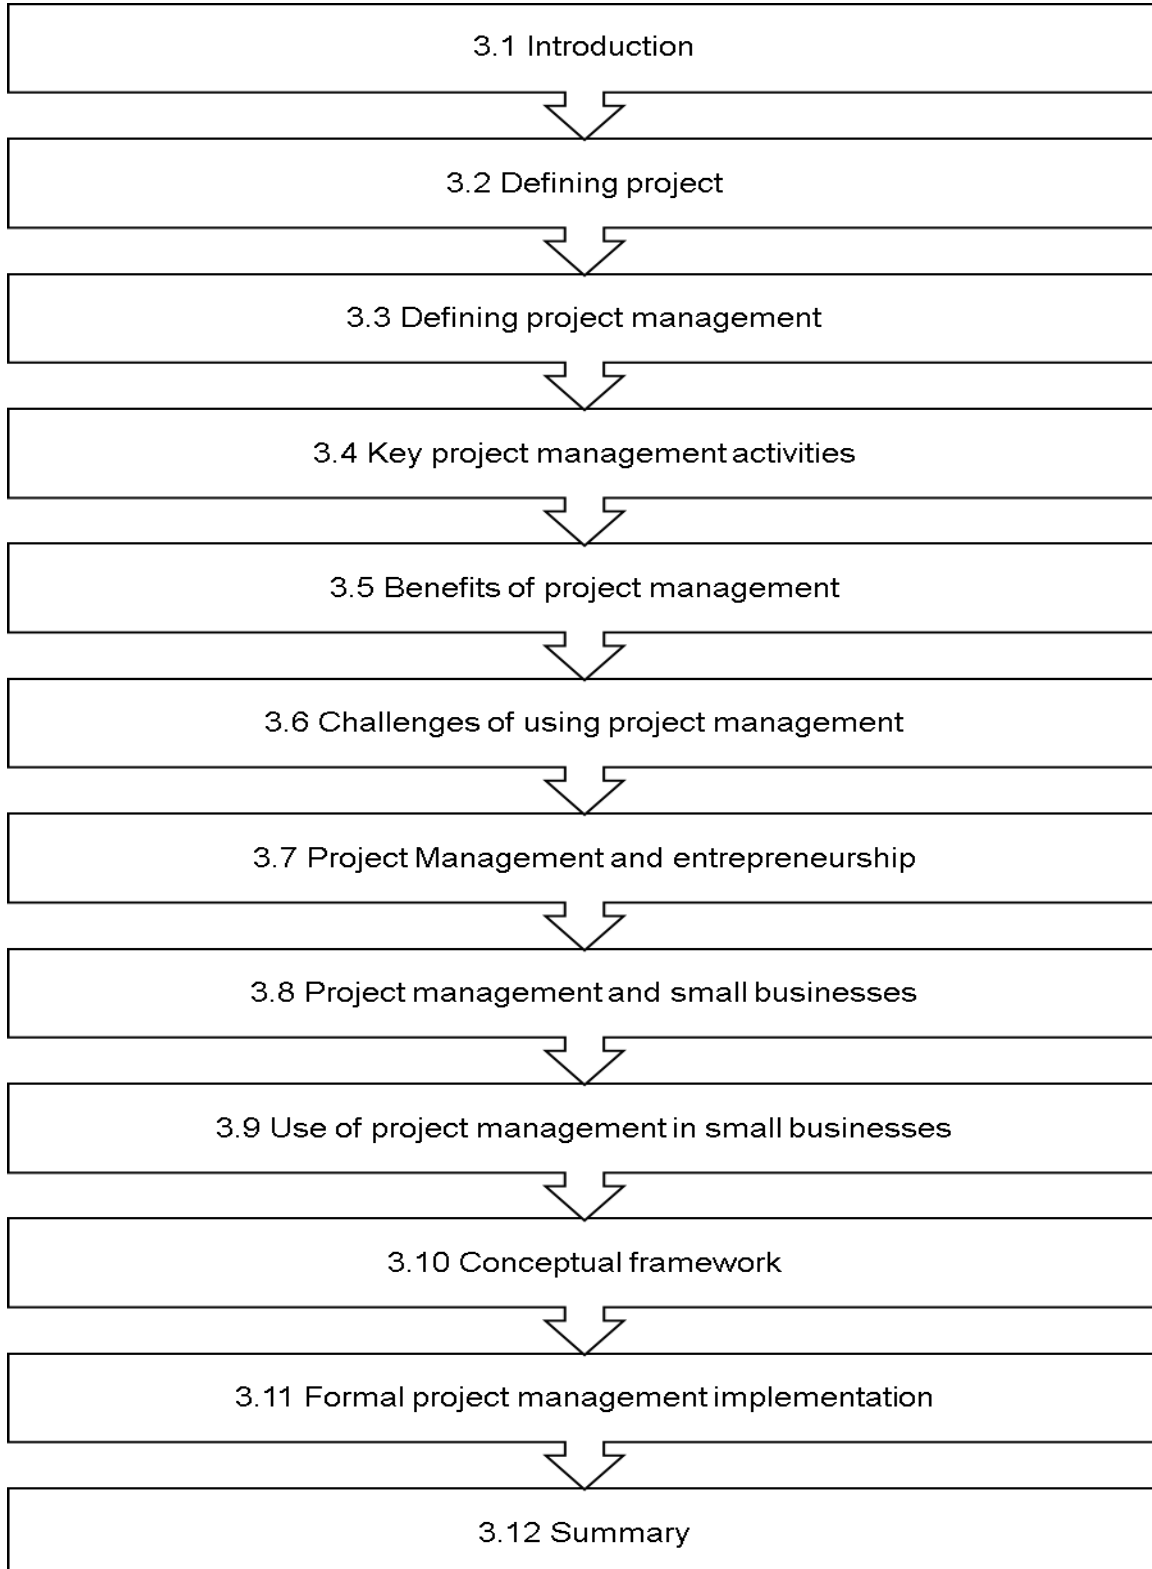 3.1 Introduction
3.2 Defining project
3.3 Defining project management
3.4 Key project management activities
3.5 Benefits of project management
3.6 Challenges of using project management
3.7 Project Management and entrepreneurship
3.8 Project management and small businesses
3.9 Use of project management in small businesses
3.10 Conceptual framework
3.11 Formal project management implementation
3.12 Summary